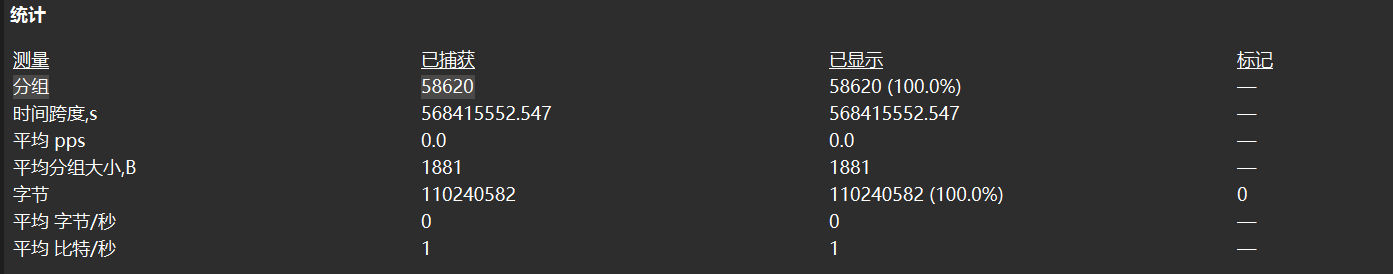 统计
测量 已捕获 已显示 标记
分组 58620 58620 (100.0%) —
时间跨度,s 568415552.547 568415552.547 —
平均 pps 0.0 0.0 —
平均分组大小,B 1881 1881 —
字节 110240582 110240582 (100.0%) 0
平均 字节/秒 0 0 —
平均 比特/秒 1 1 —